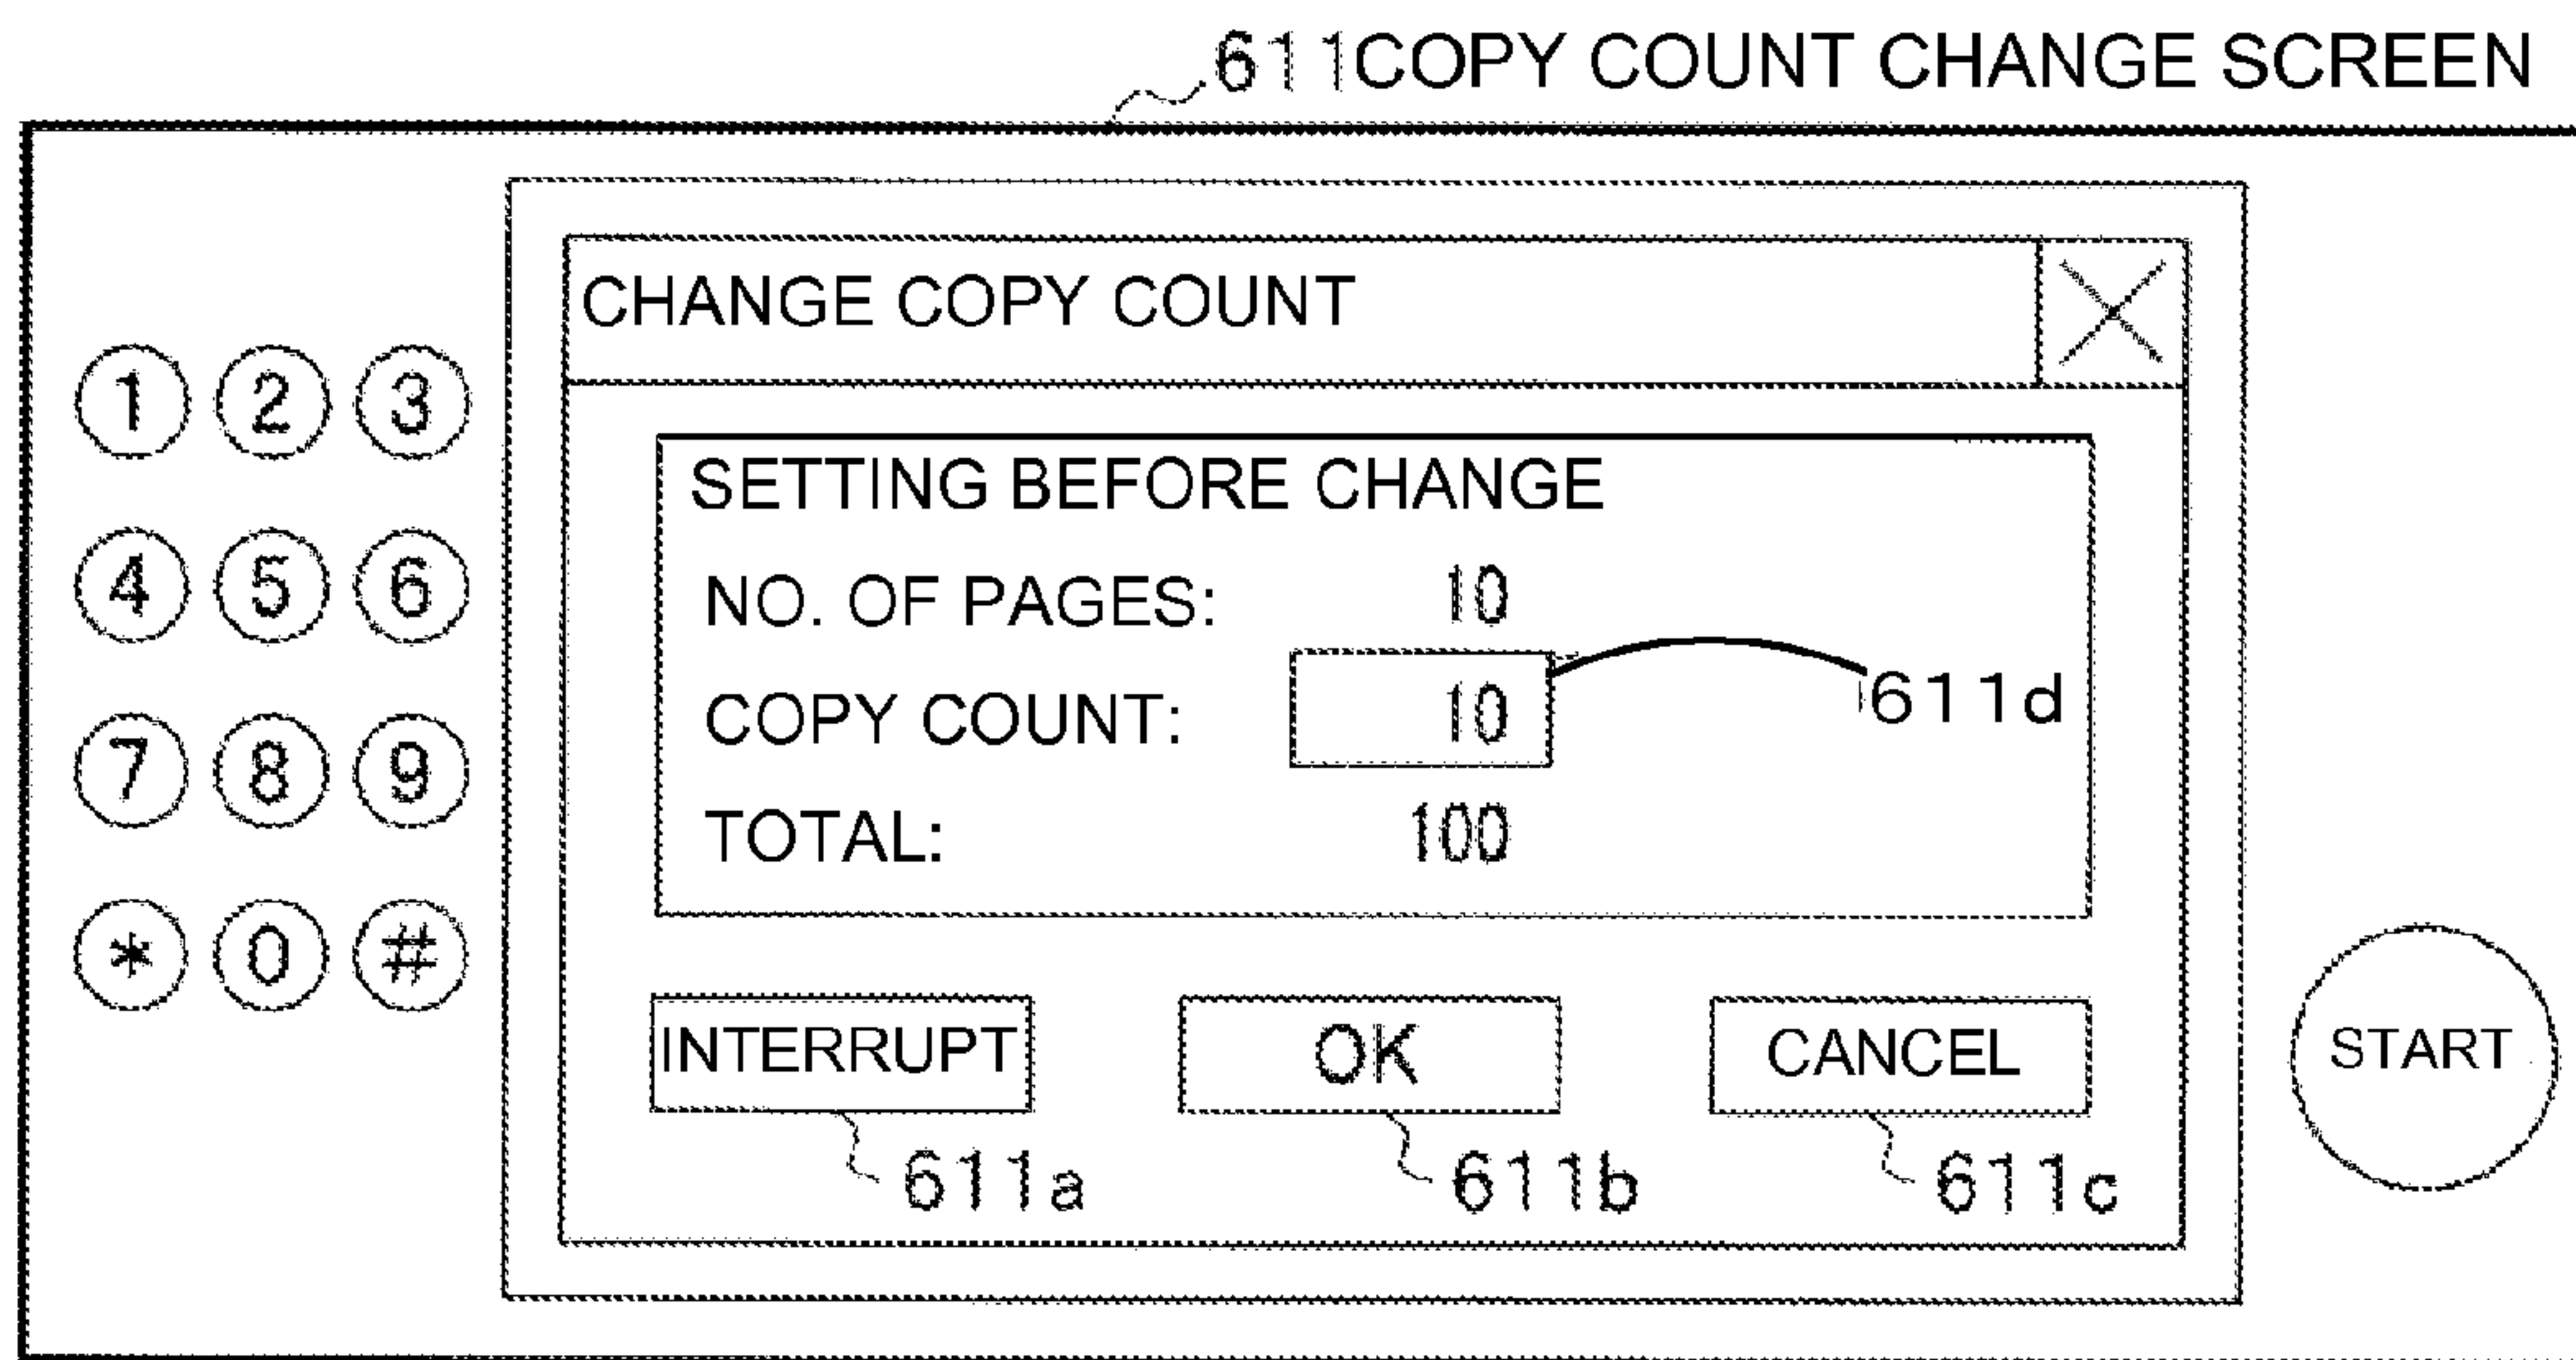 611COPY COUNT CHANGE SCREEN
CHANGE COPY COUNT
1 2 3
SETTING BEFORE CHANGE
4 5 6
NO. OF PAGES: 10
COPY COUNT: 10
611d
7 8 9
TOTAL: 100
* 0 #
INTERRUPT OK CANCEL
START
611a 611b 611c